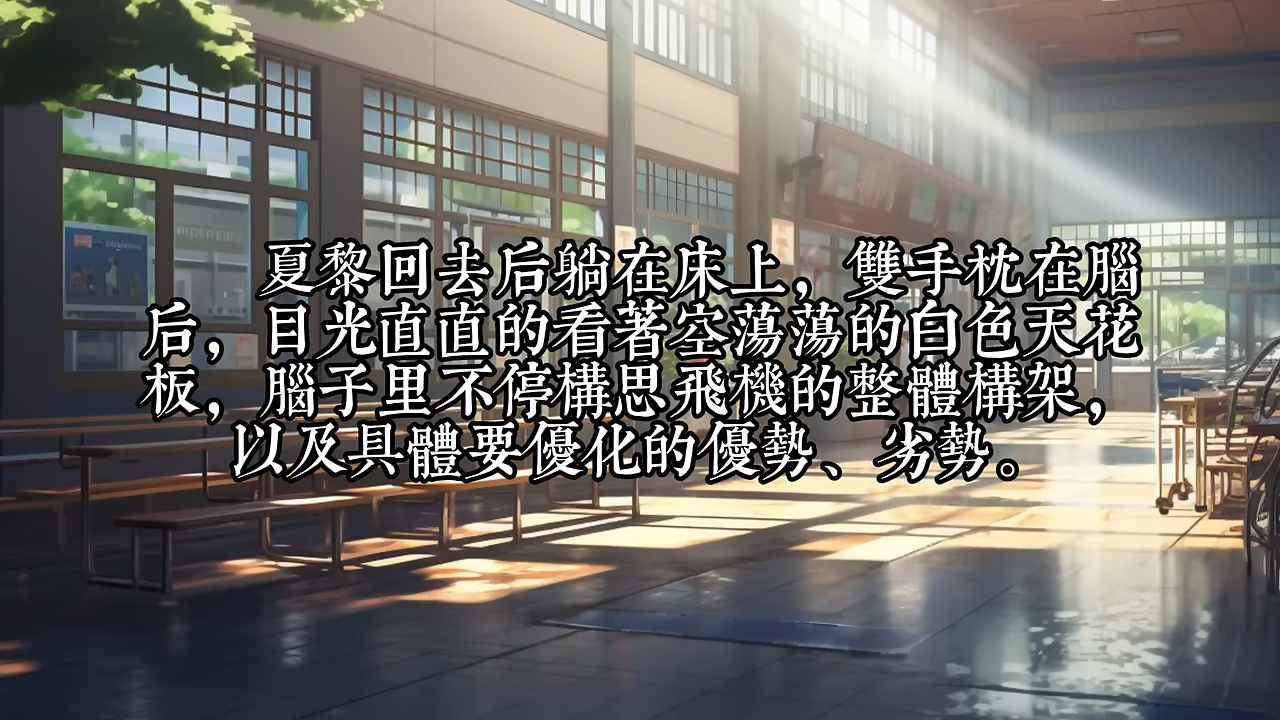 夏黎回去后躺在床上，雙手枕在腦
后，目光直直的看著空蕩蕩的白色天花
板，腦子里不停構思飛機的整體構架，
以及具體要優化的優勢、劣勢。